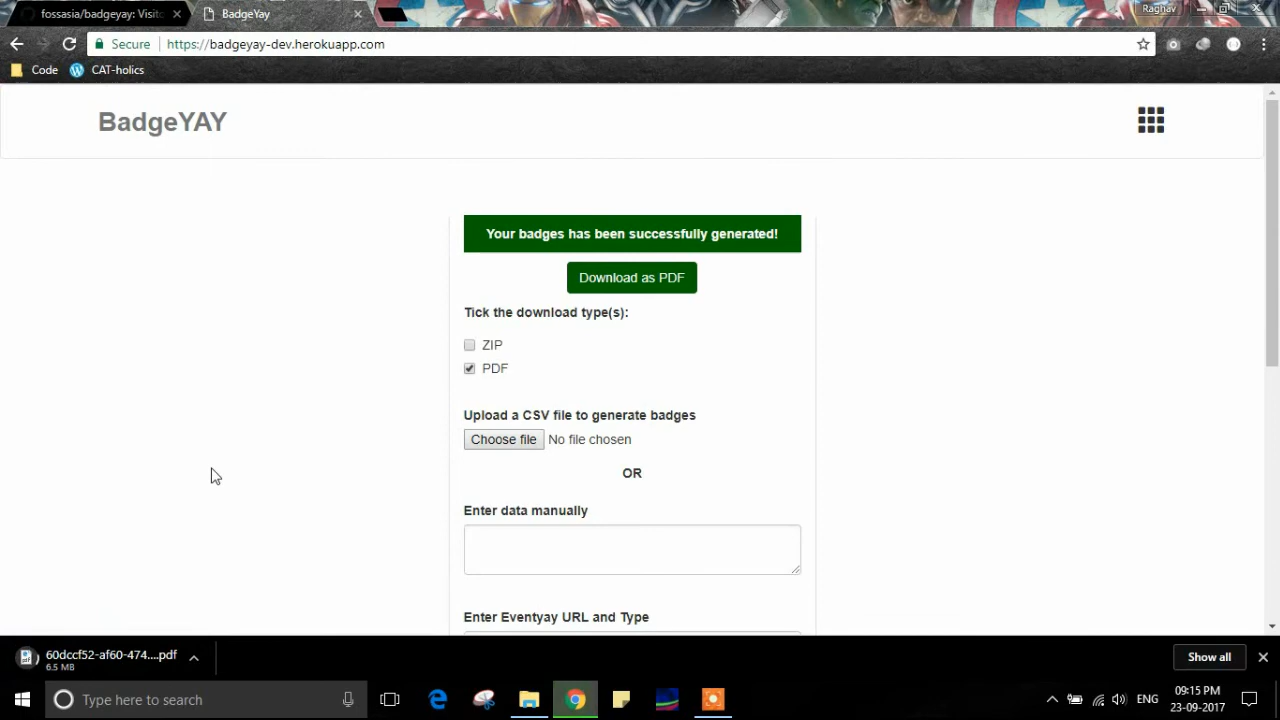 fossasia/badgeyay: Visito
BadgeYay
Raghav
Secure
https://badgeyay-dev.herokuapp.com
Code
CAT-holics
BadgeYAY
Your badges has been successfully generated!
Download as PDF
Tick the download type(s):
ZIP
PDF
Upload a CSV file to generate badges
Choose file No file chosen
OR
Enter data manually
Enter Eventyay URL and Type
60dccf52-af60-474....pdf
6.5 MB
Show all
Type here to search
ENG
09:15 PM
23-09-2017